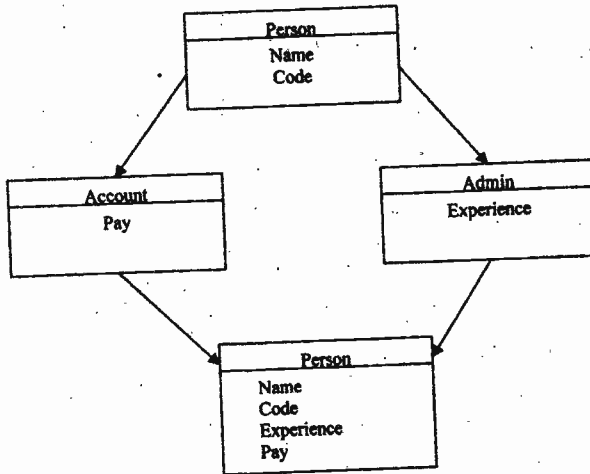 Person
Name
Code
Account
Pay
Admin
Experience
Person
Name
Code
Experience
Pay